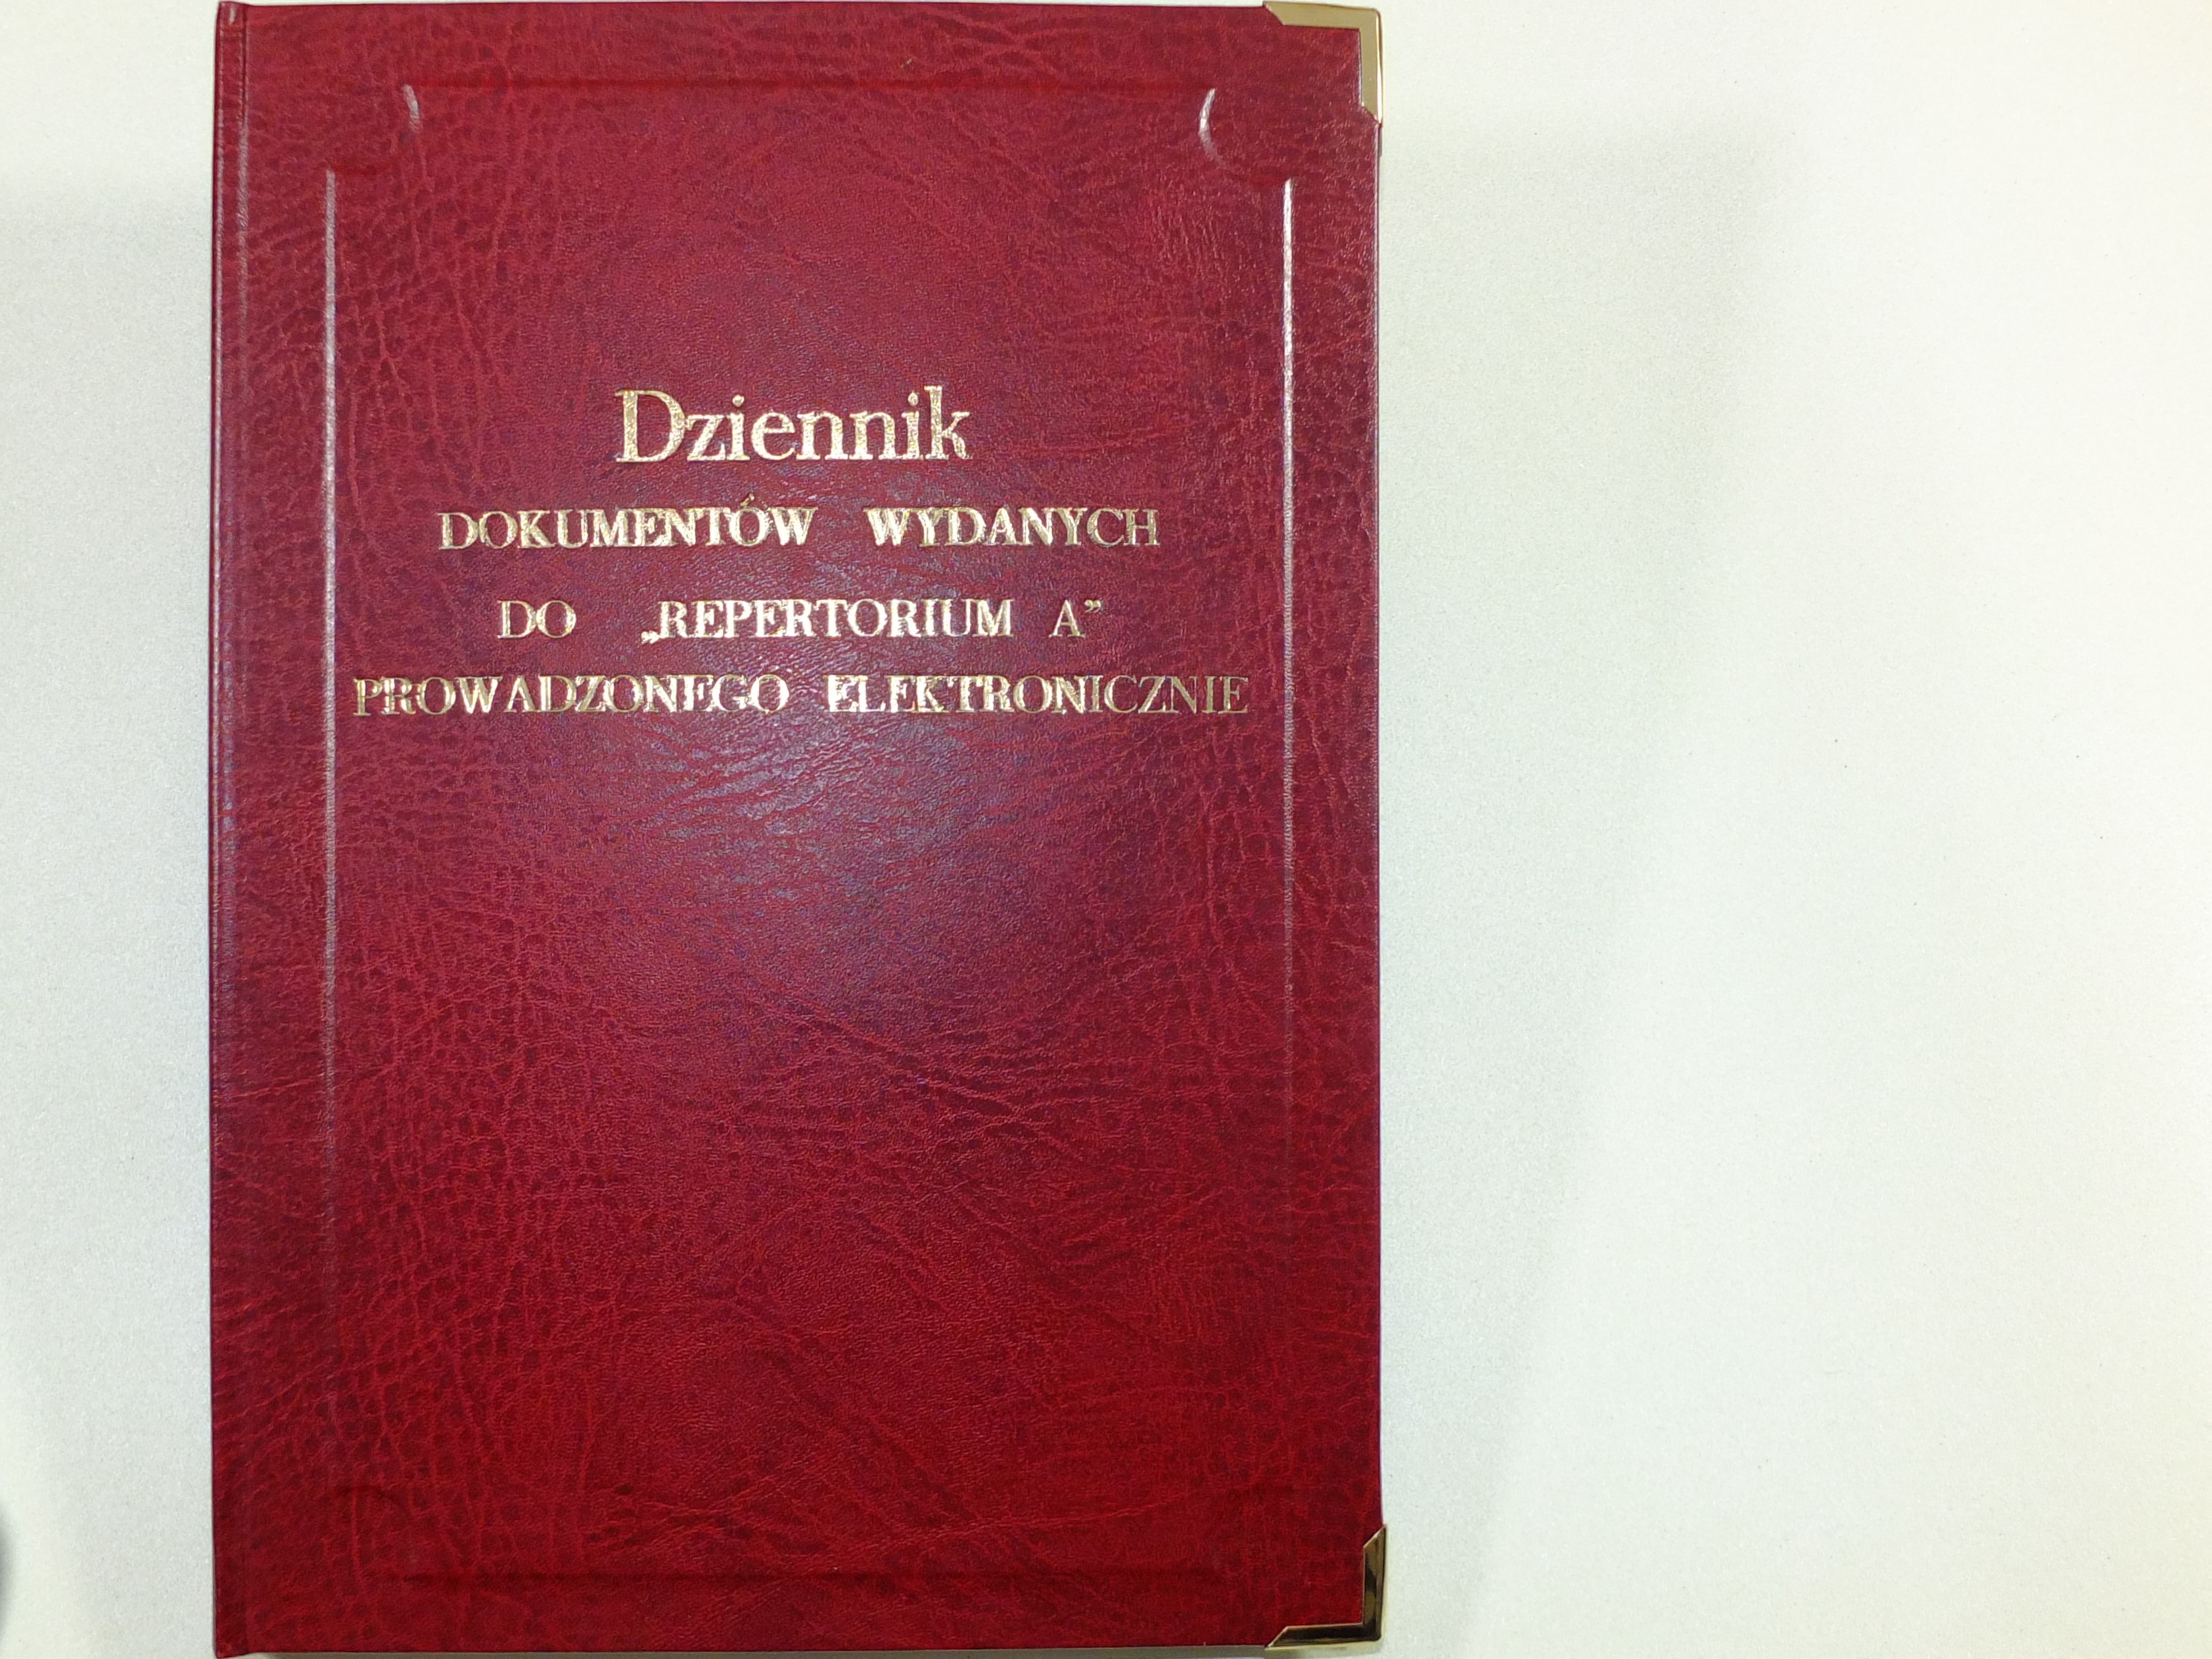 Dziennik
DOKUMENTÓW WYDANYCH
DO „REPERTORIUM A”
PROWADZONEGO ELEKTRONICZNIE